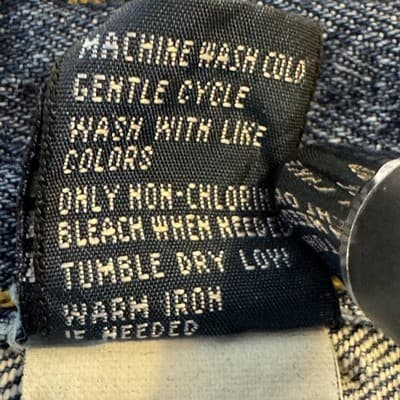 MACHINE WASH COLD
GENTLE CYCLE
WASH WITH LIKE
COLORS
ONLY NON-CHLORIN
BLEACH WHEN NEEDED
TUMBLE DRY LOW
WARM IRON
IF NEEDED